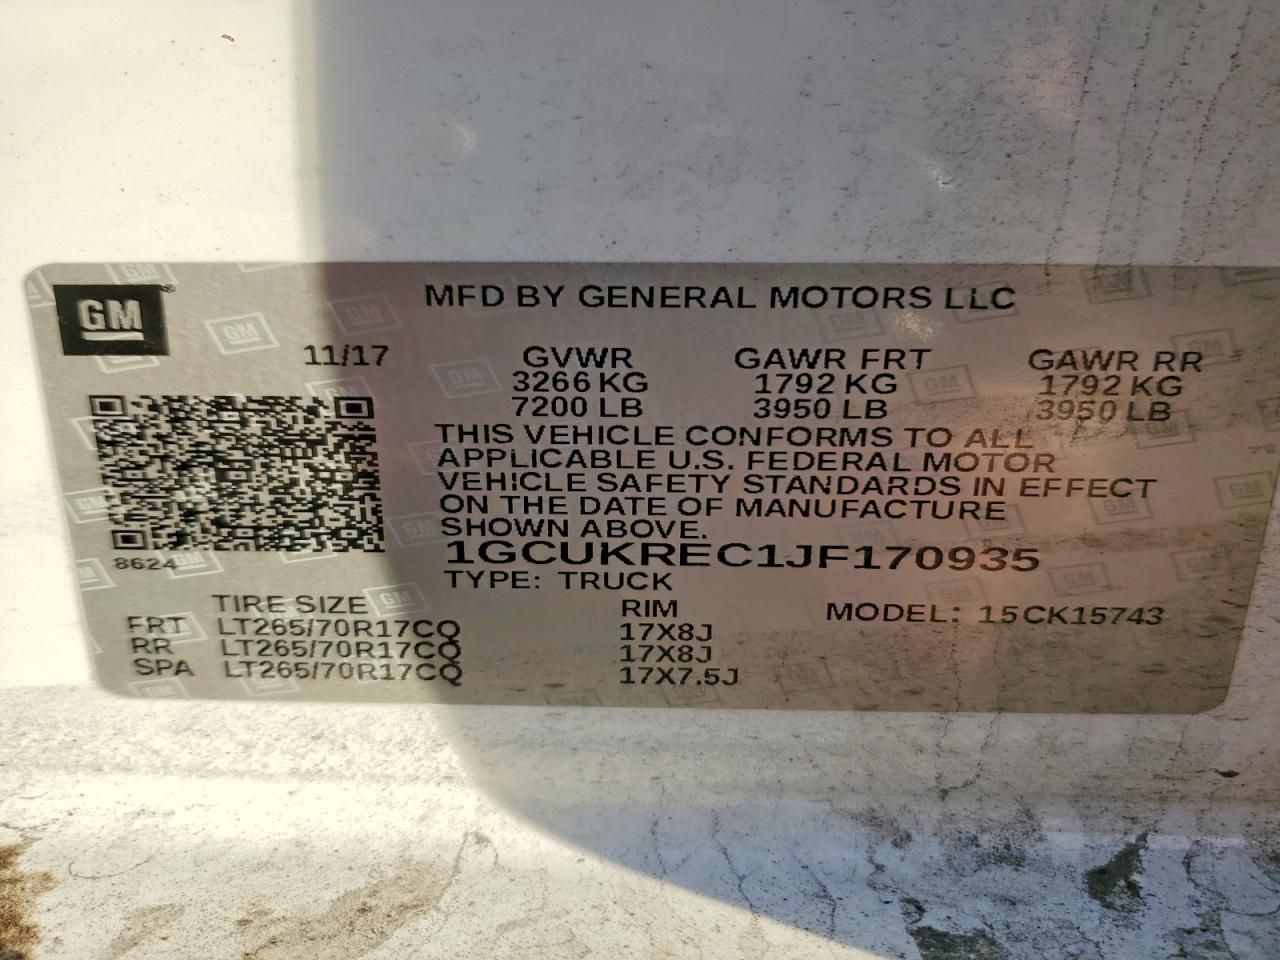 GM
MFD BY GENERAL MOTORS LLC
11/17 GVWR GAWR FRT GAWR RR
3266 KG 1792 KG 1792 KG
7200 LB 3950 LB 3950 LB
THIS VEHICLE CONFORMS TO ALL
APPLICABLE U.S. FEDERAL MOTOR
VEHICLE SAFETY STANDARDS IN EFFECT
ON THE DATE OF MANUFACTURE
SHOWN ABOVE.
8624
1GCUKREC1JF170935
TYPE: TRUCK
TIRE SIZE RIM MODEL: 15CK15743
FRT LT265/70R17CQ 17X8J
RR LT265/70R17CQ 17X8J
SPA LT265/70R17CQ 17X7.5J